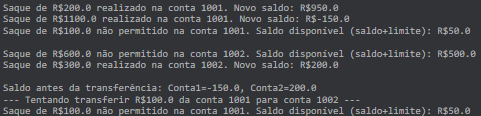 Saque de R$200.0 realizado na conta 1001. Novo saldo: R$950.0
Saque de R$1100.0 realizado na conta 1001. Novo saldo: R$-150.0
Saque de R$100.0 não permitido na conta 1001. Saldo disponível (saldo+limite): R$50.0
Saque de R$600.0 não permitido na conta 1002. Saldo disponível (saldo+limite): R$500.0
Saque de R$300.0 realizado na conta 1002. Novo saldo: R$200.0
Saldo antes da transferência: Conta1=-150.0, Conta2=200.0
--- Tentando transferir R$100.0 da conta 1001 para conta 1002 ---
Saque de R$100.0 não permitido na conta 1001. Saldo disponível (saldo+limite): R$50.0